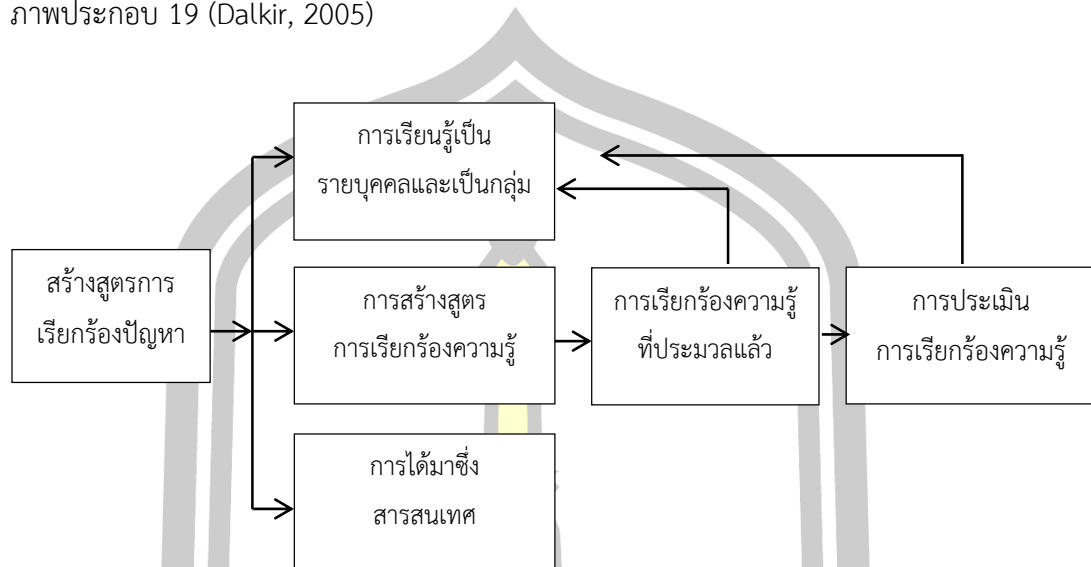 ภาพประกอบ 19 (Dalkir, 2005)
การเรียนรู้เป็น
รายบุคคลและเป็นกลุ่ม
สร้างสูตรการ
เรียกร้องปัญหา
การสร้างสูตร
การเรียกร้องความรู้
การเรียกร้องความรู้
ที่ประมวลแล้ว
การประเมิน
การเรียกร้องความรู้
การได้มาซึ่ง
สารสนเทศ